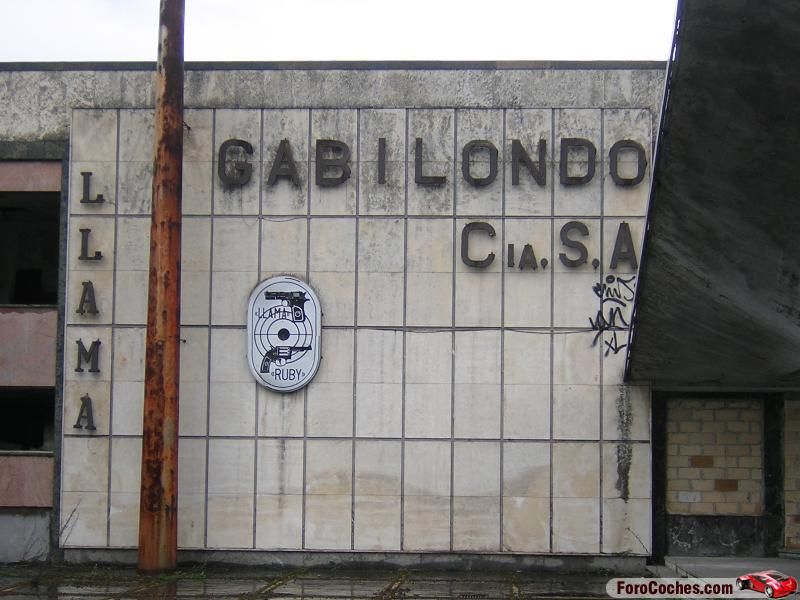 LLAMA
GABILONDO
CIA. S.A
"LLAMA"
"RUBY"
ForoCoches.com